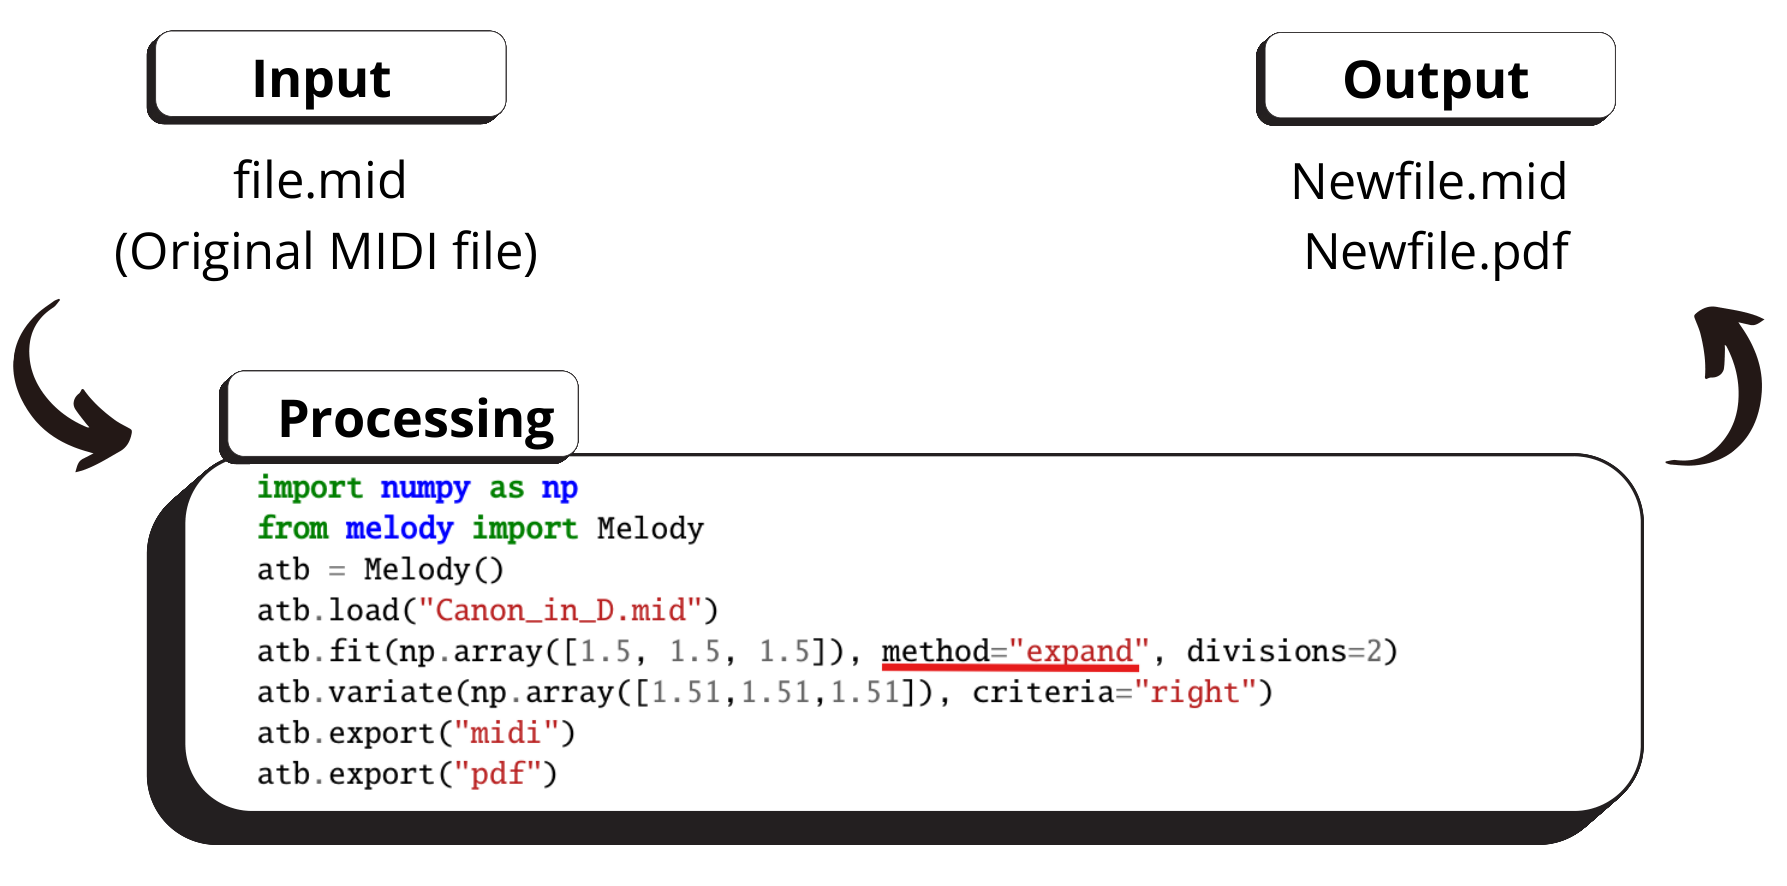 Input
file.mid
(Original MIDI file)
Output
Newfile.mid
Newfile.pdf
Processing
import numpy as np
from melody import Melody
atb = Melody()
atb.load("Canon_in_D.mid")
atb.fit(np.array([1.5, 1.5, 1.5]), method="expand", divisions=2)
atb.variate(np.array([1.51,1.51,1.51]), criteria="right")
atb.export("midi")
atb.export("pdf")